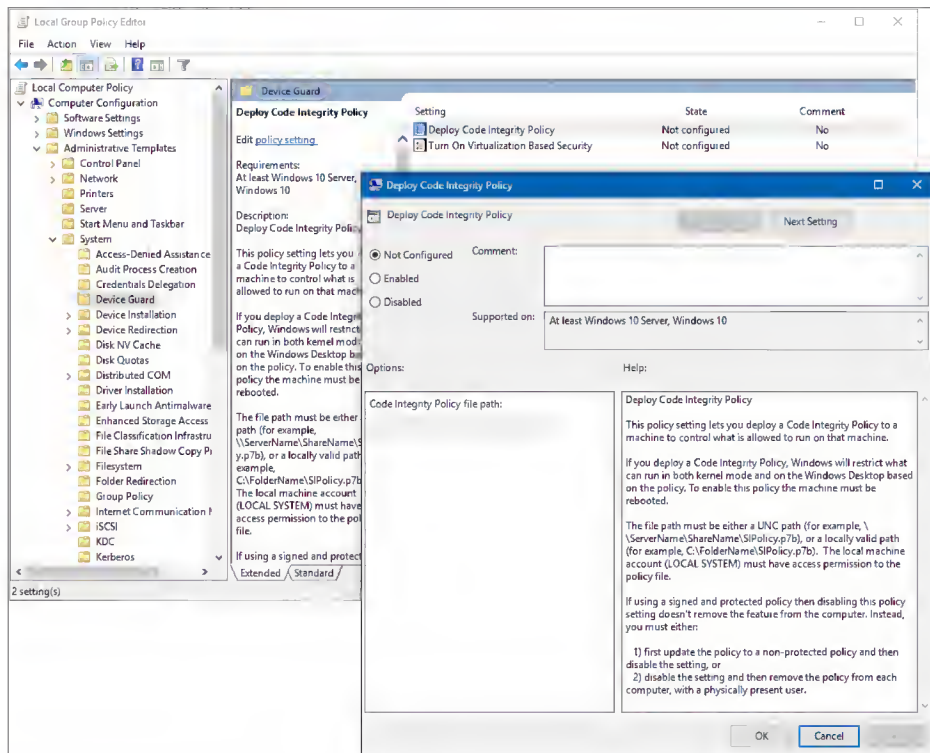 Local Group Policy Editor
File Action View Help
Local Computer Policy
Computer Configuration
Software Settings
Windows Settings
Administrative Templates
Control Panel
Network
Printers
Server
Start Menu and Taskbar
System
Access-Denied Assistance
Audit Process Creation
Credentials Delegation
Device Guard
Device Installation
Device Redirection
Disk NV Cache
Disk Quotas
Distributed COM
Driver Installation
Early Launch Antimalware
Enhanced Storage Access
File Classification Infrastru
File Share Shadow Copy P
Filesystem
Folder Redirection
Group Policy
Internet Communication
iSCSI
KDC
Kerberos
2 setting(s)
Device Guard
Deploy Code Integrity Policy
Edit policy setting
Requirements:
At least Windows 10 Server,
Windows 10
Description:
Deploy Code Integrity Polic
This policy setting lets you
a Code Integrity Policy to a
machine to control what is
allowed to run on that mach
If you deploy a Code Integri
Policy, Windows will restrict
can run in both kernel mod
on the Windows Desktop ba
on the policy. To enable this
policy the machine must be
rebooted.
The file path must be either
path (for example,
\\ServerName\ShareName\S
y.p7b), or a locally valid path
example,
C:\FolderName\SIPolicy.p7b
The local machine account
(LOCAL SYSTEM) must have
access permission to the pol
file.
If using a signed and protect
Extended Standard
Setting State Comment
Deploy Code Integrity Policy Not configured No
Turn On Virtualization Based Security Not configured No
Deploy Code Integrity Policy
Deploy Code Integrity Policy
Next Setting
Not Configured
Enabled
Disabled
Comment:
Supported on:
At least Windows 10 Server, Windows 10
Options:
Code Integrity Policy file path:
Help:
Deploy Code Integrity Policy
This policy setting lets you deploy a Code Integrity Policy to a
machine to control what is allowed to run on that machine.
If you deploy a Code Integrity Policy, Windows will restrict what
can run in both kernel mode and on the Windows Desktop based
on the policy. To enable this policy the machine must be
rebooted.
The file path must be either a UNC path (for example, \
\ServerName\ShareName\SIPolicy.p7b), or a locally valid path
(for example, C:\FolderName\SIPolicy.p7b). The local machine
account (LOCAL SYSTEM) must have access permission to the
policy file.
If using a signed and protected policy then disabling this policy
setting doesn't remove the feature from the computer. Instead,
you must either:
1) first update the policy to a non-protected policy and then
disable the setting, or
2) disable the setting and then remove the policy from each
computer, with a physically present user.
OK Cancel